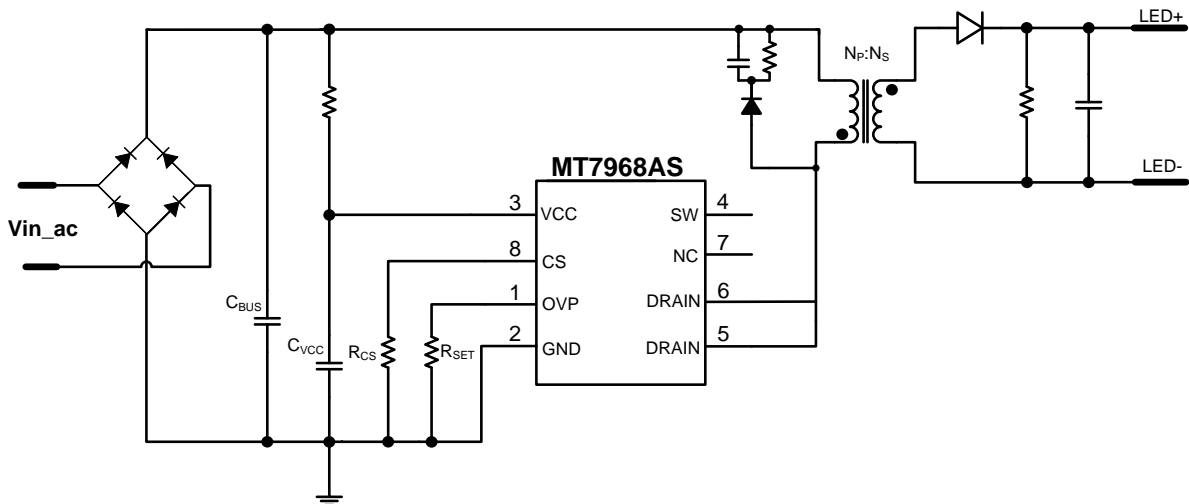 LED+
NP:NS
MT7968AS
LED-
3
VCC
SW
4
Vin_ac
8
CS
NC
7
CBUS
1
OVP
DRAIN
6
CVCC
RCS
RSET
2
GND
DRAIN
5